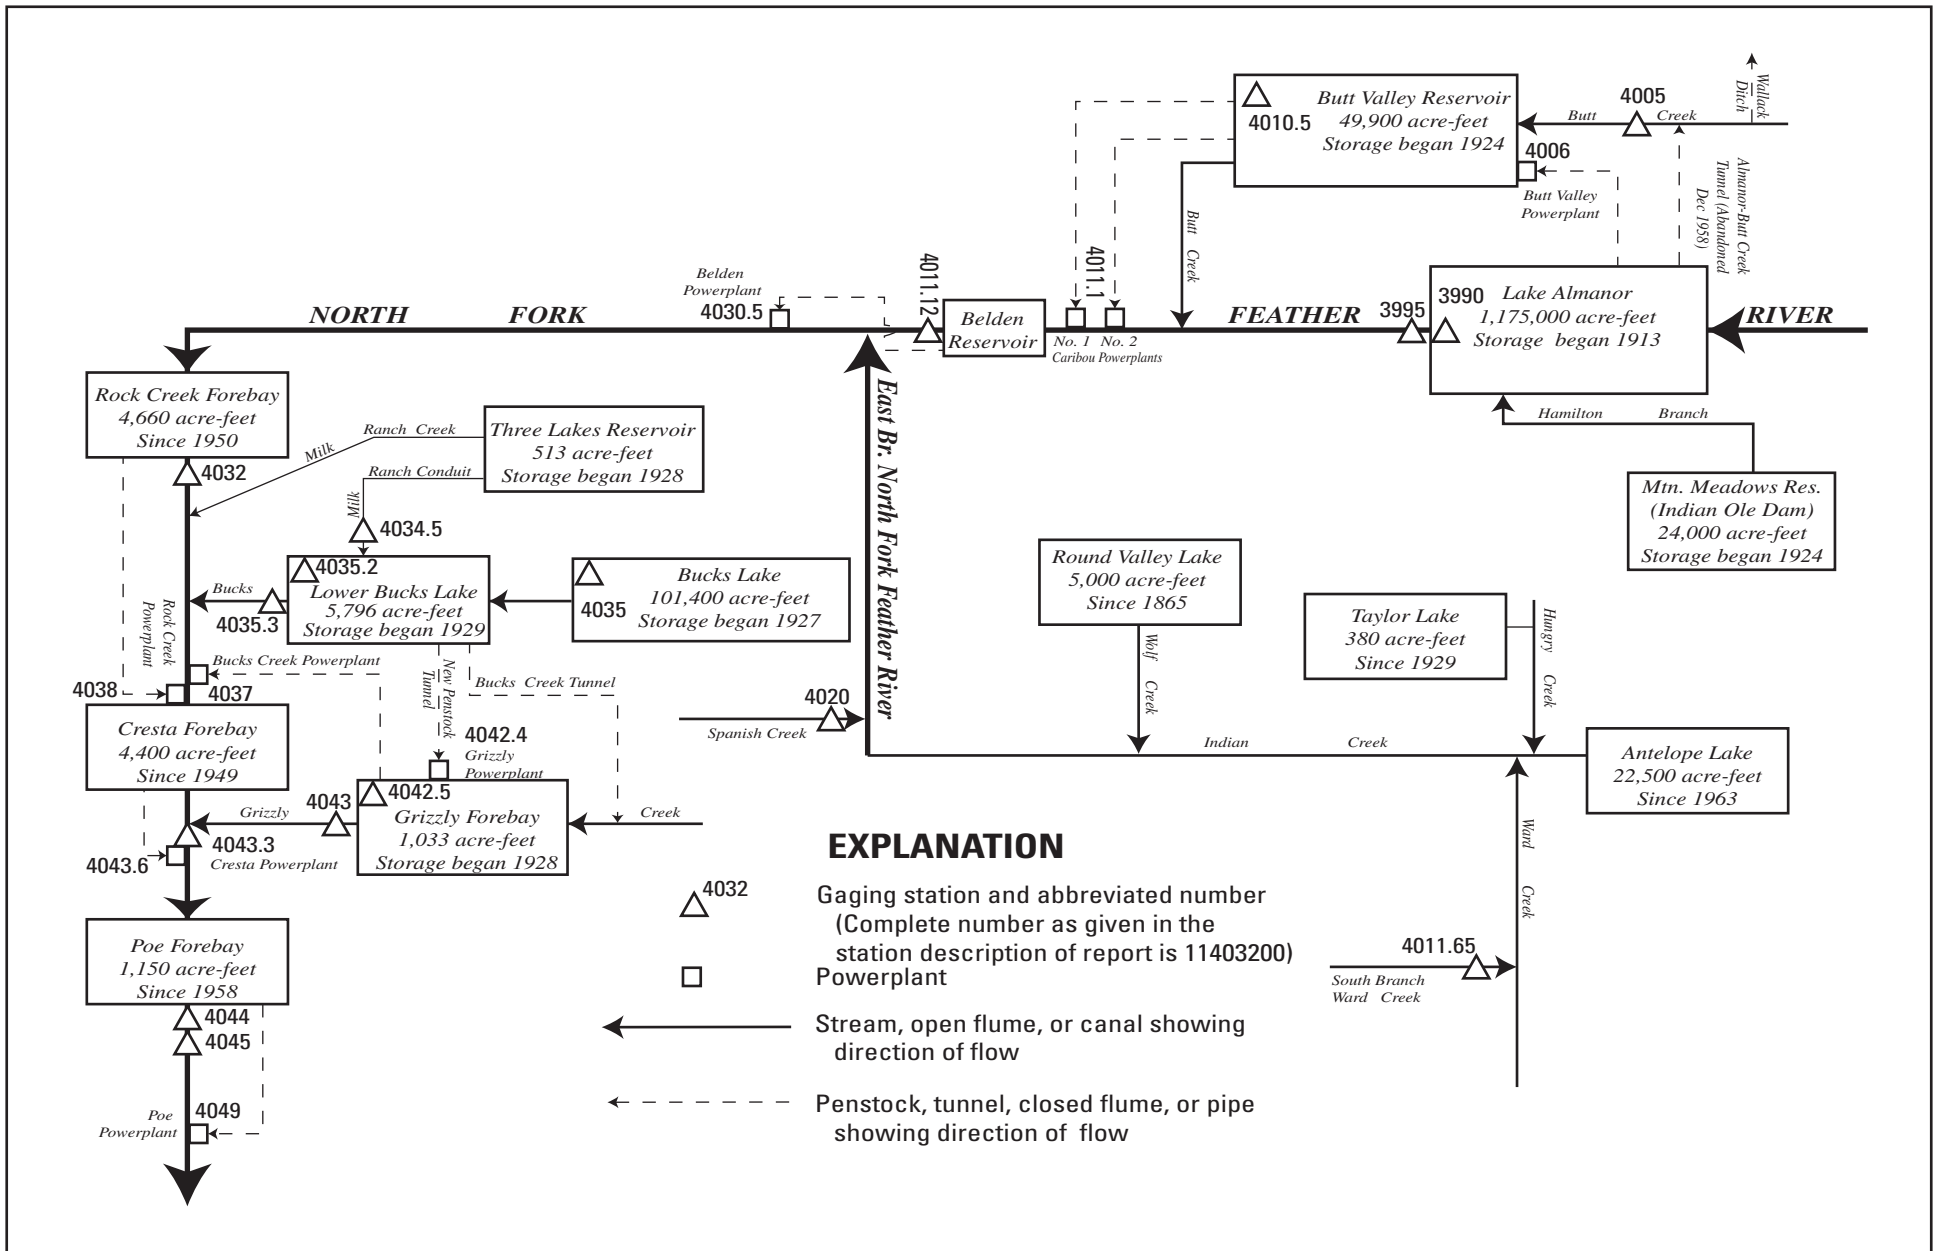 Wallack
Ditch
4005
Butt Creek
Butt Valley Reservoir
49,900 acre-feet
Storage began 1924
4010.5
4006
Butt Valley
Powerplant
Almanor-Butt Creek
Tunnel (Abandoned
Dec 1958)
Butt Creek
4011.1
4011.12
Belden
Powerplant
4030.5
NORTH FORK FEATHER RIVER
Belden
Reservoir
No. 1 No. 2
Caribou Powerplants
3995
3990
Lake Almanor
1,175,000 acre-feet
Storage began 1913
Hamilton Branch
Mtn. Meadows Res.
(Indian Ole Dam)
24,000 acre-feet
Storage began 1924
Rock Creek Forebay
4,660 acre-feet
Since 1950
4032
Milk Ranch Creek
Three Lakes Reservoir
513 acre-feet
Storage began 1928
Milk Ranch Conduit
4034.5
East Br. North Fork Feather River
4035.2
Lower Bucks Lake
5,796 acre-feet
Storage began 1929
Bucks
4035.3
4035
Bucks Lake
101,400 acre-feet
Storage began 1927
Round Valley Lake
5,000 acre-feet
Since 1865
Wolf Creek
Taylor Lake
380 acre-feet
Since 1929
Hungry Creek
Rock Creek
Powerplant
Bucks Creek Powerplant
4038
4037
New Penstock
Tunnel
Bucks Creek Tunnel
4020
Spanish Creek
Indian Creek
Antelope Lake
22,500 acre-feet
Since 1963
Cresta Forebay
4,400 acre-feet
Since 1949
4042.4
Grizzly
Powerplant
4042.5
Grizzly Forebay
1,033 acre-feet
Storage began 1928
Grizzly
4043
Creek
4043.3
Cresta Powerplant
4043.6
Ward Creek
4011.65
South Branch
Ward Creek
Poe Forebay
1,150 acre-feet
Since 1958
4044
4045
4049
Poe
Powerplant
EXPLANATION
4032
Gaging station and abbreviated number
(Complete number as given in the
station description of report is 11403200)
Powerplant
Stream, open flume, or canal showing
direction of flow
Penstock, tunnel, closed flume, or pipe
showing direction of flow